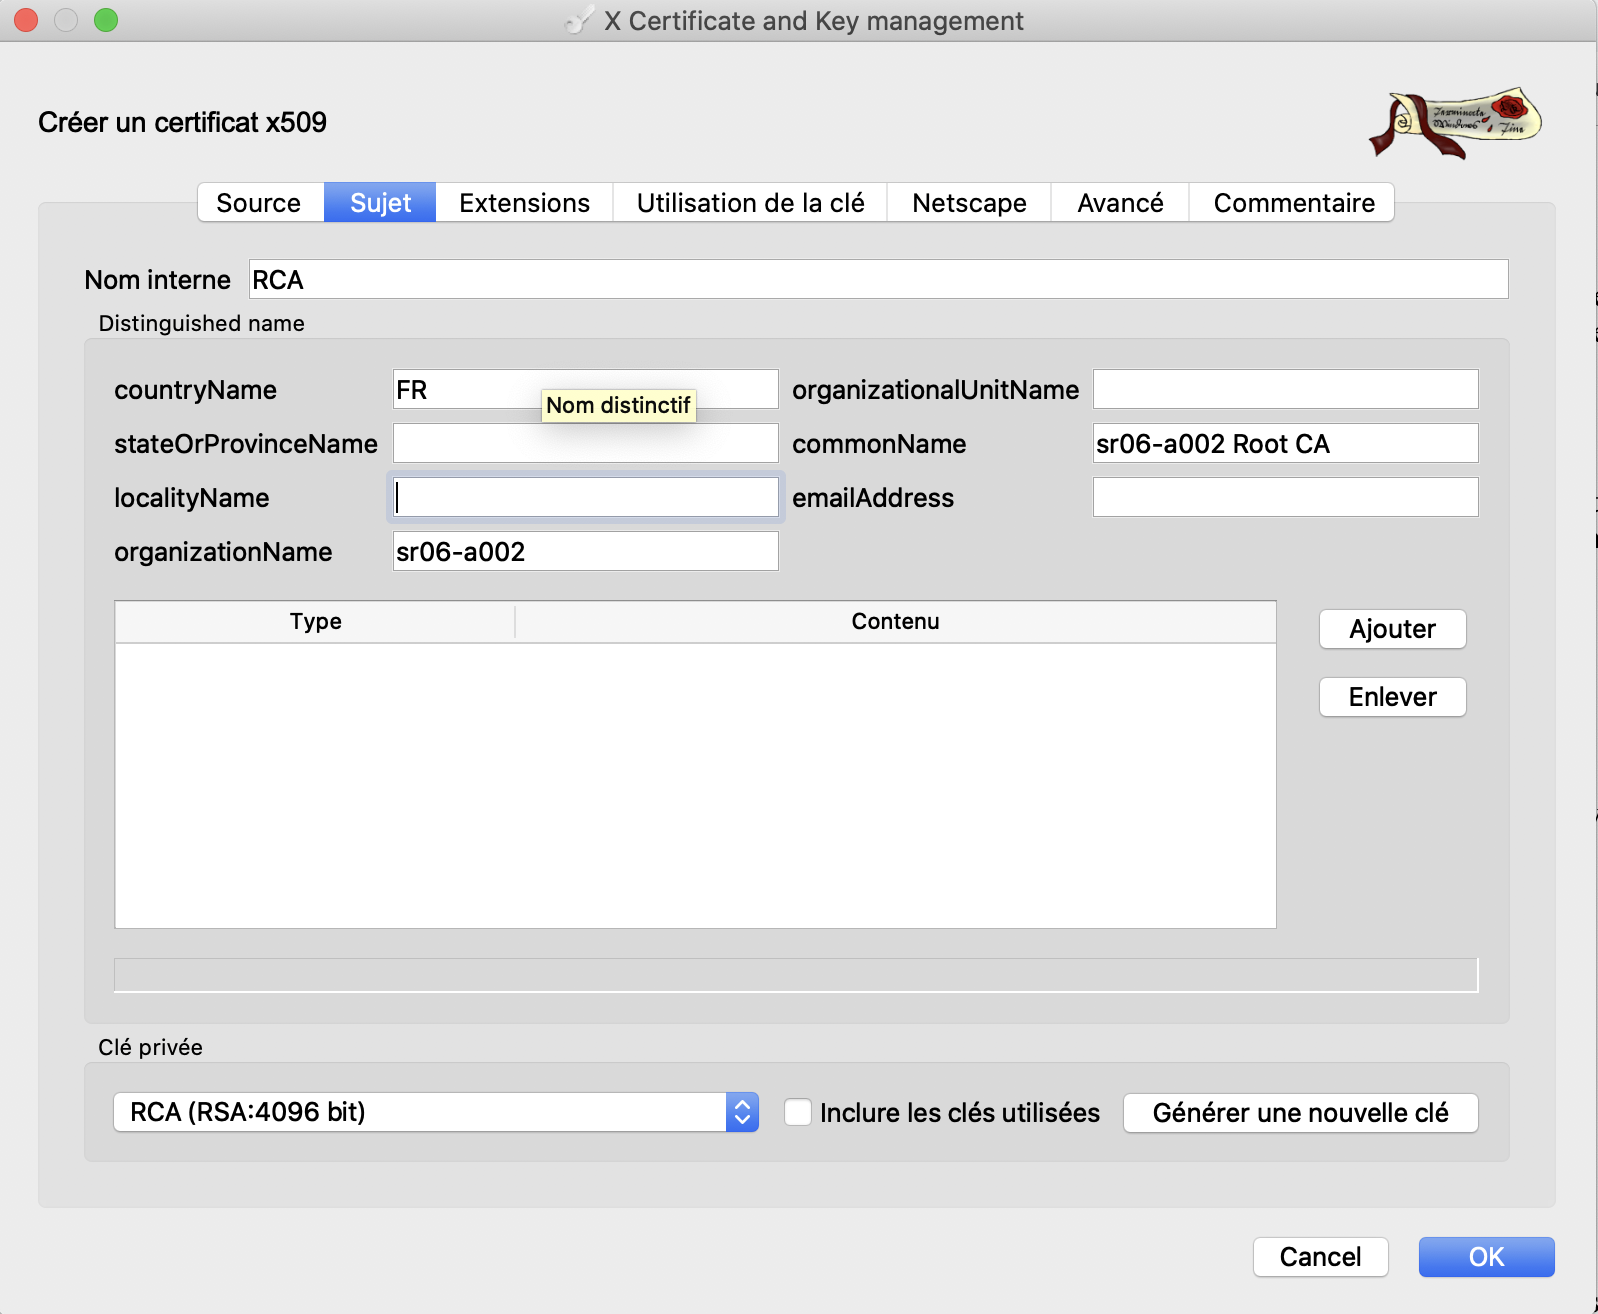 X Certificate and Key management
Créer un certificat x509
Source Sujet Extensions Utilisation de la clé Netscape Avancé Commentaire
Nom interne RCA
Distinguished name
countryName FR organizationalUnitName
Nom distinctif
stateOrProvinceName commonName sr06-a002 Root CA
localityName emailAddress
organizationName sr06-a002
Type Contenu
Ajouter
Enlever
Clé privée
RCA (RSA:4096 bit) Inclure les clés utilisées Générer une nouvelle clé
Cancel OK